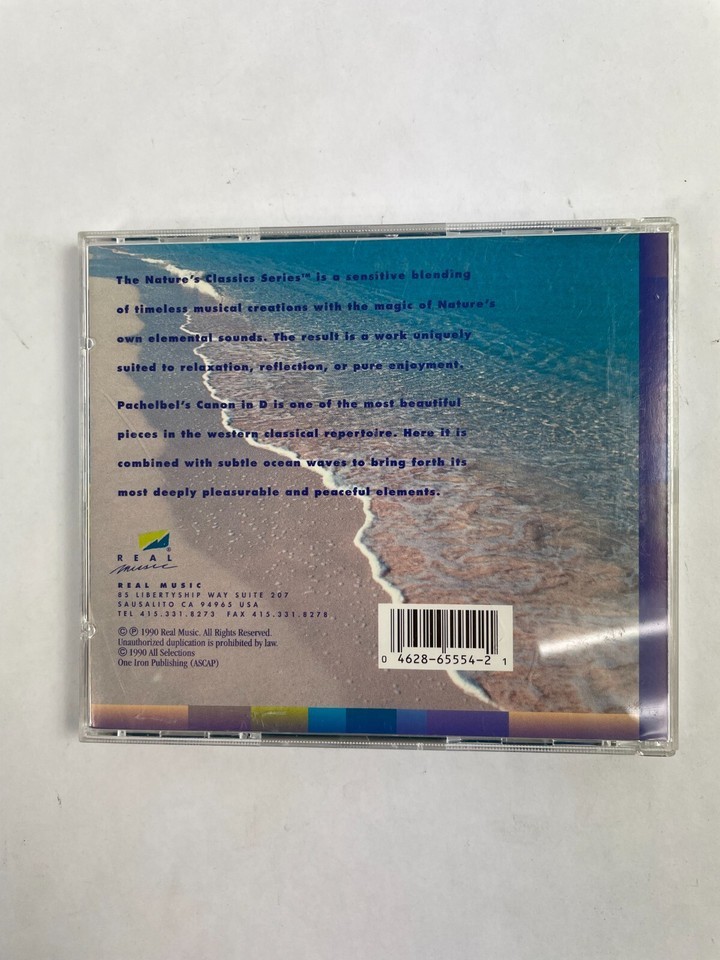 The Nature's Classics Series™ is a sensitive blending
of timeless musical creations with the magic of Nature's
own elemental sounds. The result is a work uniquely
suited to relaxation, reflection, or pure enjoyment.
Pachelbel's Canon in D is one of the most beautiful
pieces in the western classical repertoire. Here it is
combined with subtle ocean waves to bring forth its
most deeply pleasurable and peaceful elements.
REAL®
music
REAL MUSIC
85 LIBERTYSHIP WAY SUITE 207
SAUSALITO CA 94965 USA
TEL 415.331.8273 FAX 415.331.8278
© ℗ 1990 Real Music. All Rights Reserved.
Unauthorized duplication is prohibited by law.
© 1990 All Selections
One Iron Publishing (ASCAP)
0 4628-65554-2 1